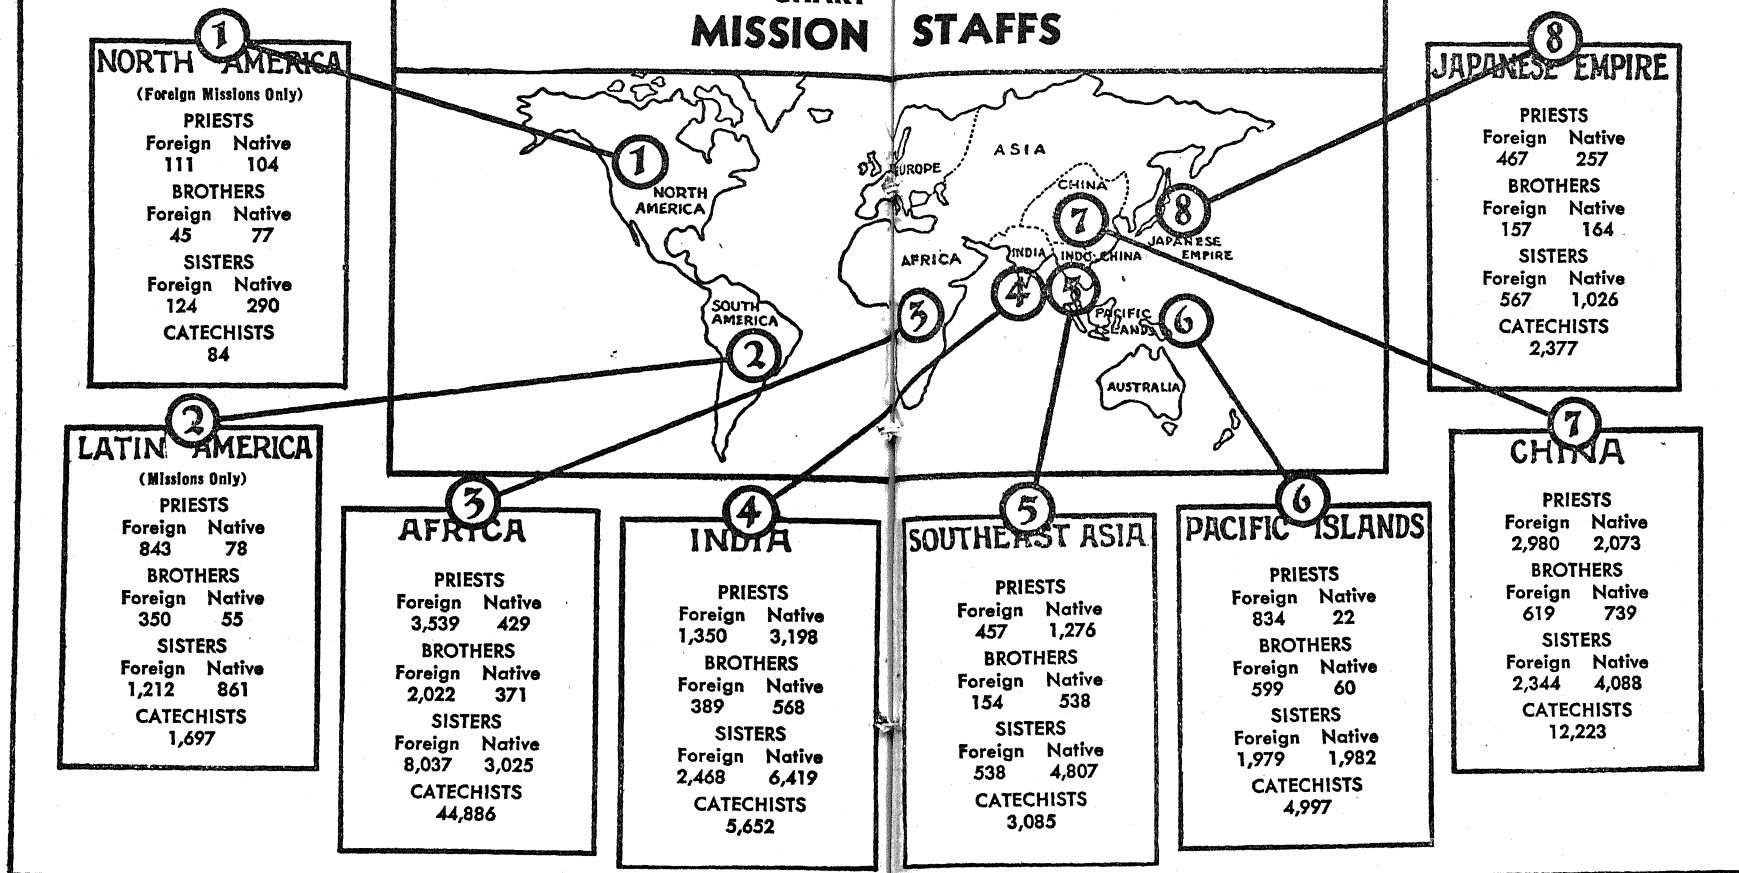 MISSION STAFFS
1
NORTH AMERICA
(Foreign Missions Only)
PRIESTS
Foreign Native
111 104
BROTHERS
Foreign Native
45 77
SISTERS
Foreign Native
124 290
CATECHISTS
84
2
LATIN AMERICA
(Missions Only)
PRIESTS
Foreign Native
843 78
BROTHERS
Foreign Native
350 55
SISTERS
Foreign Native
1,212 861
CATECHISTS
1,697
3
AFRICA
PRIESTS
Foreign Native
3,539 429
BROTHERS
Foreign Native
2,022 371
SISTERS
Foreign Native
8,037 3,025
CATECHISTS
44,886
4
INDIA
PRIESTS
Foreign Native
1,350 3,198
BROTHERS
Foreign Native
389 568
SISTERS
Foreign Native
2,468 6,419
CATECHISTS
5,652
5
SOUTHEAST ASIA
PRIESTS
Foreign Native
457 1,276
BROTHERS
Foreign Native
154 538
SISTERS
Foreign Native
538 4,807
CATECHISTS
3,085
6
PACIFIC ISLANDS
PRIESTS
Foreign Native
834 22
BROTHERS
Foreign Native
599 60
SISTERS
Foreign Native
1,979 1,982
CATECHISTS
4,997
7
CHINA
PRIESTS
Foreign Native
2,980 2,073
BROTHERS
Foreign Native
619 739
SISTERS
Foreign Native
2,344 4,088
CATECHISTS
12,223
8
JAPANESE EMPIRE
PRIESTS
Foreign Native
467 257
BROTHERS
Foreign Native
157 164
SISTERS
Foreign Native
567 1,026
CATECHISTS
2,377
1
NORTH
AMERICA
SOUTH
AMERICA
2
EUROPE
ASIA
AFRICA
3
CHINA
7
8
JAPANESE
EMPIRE
INDIA
INDO-CHINA
4
5
PACIFIC
ISLANDS
6
AUSTRALIA